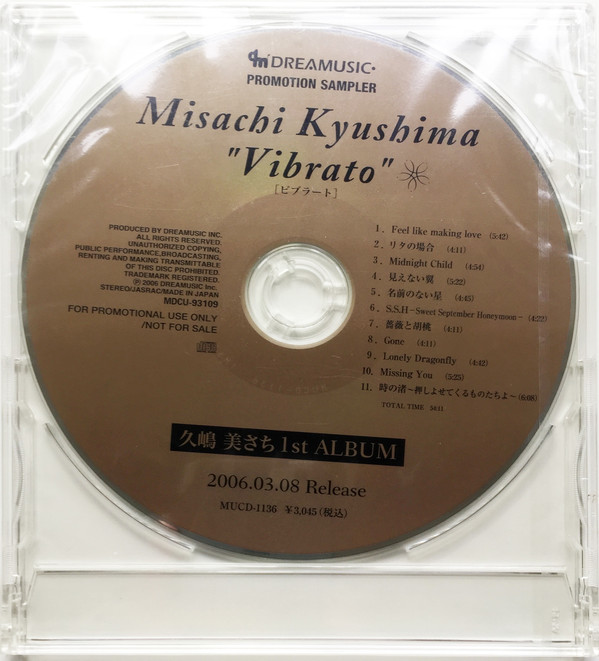 DREAMUSIC·
PROMOTION SAMPLER
Misachi Kyushima
"Vibrato"
[ビブラート]
PRODUCED BY DREAMUSIC INC.
ALL RIGHTS RESERVED.
UNAUTHORIZED COPYING,
PUBLIC PERFORMANCE,BROADCASTING,
RENTING AND MAKING TRANSMITTABLE
OF THIS DISC PROHIBITED.
TRADEMARK REGISTERED.
Ⓟ 2006 DREAMUSIC Inc.
STEREO/JASRAC/MADE IN JAPAN
MDCU-93109
FOR PROMOTIONAL USE ONLY
/NOT FOR SALE
1. Feel like making love (5:42)
2. リタの場合 (4:11)
3. Midnight Child (4:54)
4. 見えない翼 (5:22)
5. 名前のない星 (4:45)
6. S.S.H－Sweet September Honeymoon－ (4:22)
7. 薔薇と胡桃 (4:11)
8. Gone (4:11)
9. Lonely Dragonfly (4:42)
10. Missing You (5:25)
11. 時の渚～押しよせてくるものたちよ～ (6:08)
TOTAL TIME
久嶋 美さち 1st ALBUM
2006.03.08 Release
MUCD-1136 ￥3,045(税込)